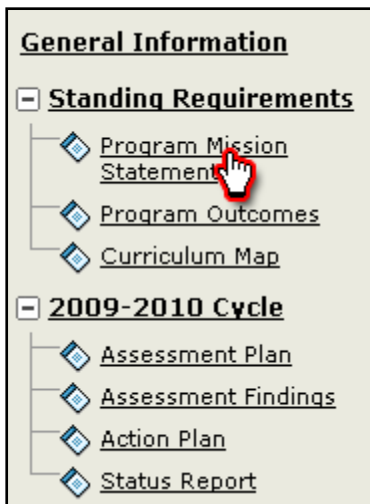 General Information
Standing Requirements
Program Mission
Statement
Program Outcomes
Curriculum Map
2009-2010 Cycle
Assessment Plan
Assessment Findings
Action Plan
Status Report